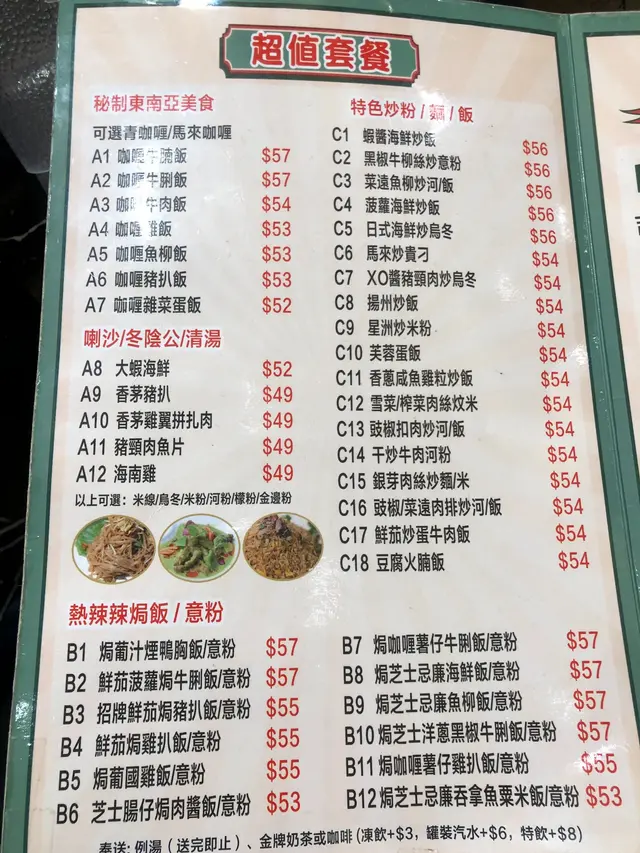 超值套餐
秘制東南亞美食
可選青咖喱/馬來咖喱
A1 咖喱牛腩飯 $57
A2 咖喱牛脷飯 $57
A3 咖喱牛肉飯 $54
A4 咖喱雞飯 $53
A5 咖喱魚柳飯 $53
A6 咖喱豬扒飯 $53
A7 咖喱雜菜蛋飯 $52
喇沙/冬陰公/清湯
A8 大蝦海鮮 $52
A9 香茅豬扒 $49
A10 香茅雞翼拼扎肉 $49
A11 豬頸肉魚片 $49
A12 海南雞 $49
以上可選：米線/烏冬/米粉/河粉/檬粉/金邊粉
特色炒粉/麵/飯
C1 蝦醬海鮮炒飯 $56
C2 黑椒牛柳絲炒意粉 $56
C3 菜遠魚柳炒河/飯 $56
C4 菠蘿海鮮炒飯 $56
C5 日式海鮮炒烏冬 $56
C6 馬來炒貴刁 $54
C7 XO醬豬頸肉炒烏冬 $54
C8 揚州炒飯 $54
C9 星洲炒米粉 $54
C10 芙蓉蛋飯 $54
C11 香蔥咸魚雞粒炒飯 $54
C12 雪菜/榨菜肉絲炆米 $54
C13 豉椒扣肉炒河/飯 $54
C14 干炒牛肉河粉 $54
C15 銀芽肉絲炒麵/米 $54
C16 豉椒/菜遠肉排炒河/飯 $54
C17 鮮茄炒蛋牛肉飯 $54
C18 豆腐火腩飯 $54
熱辣辣焗飯/意粉
B1 焗葡汁煙鴨胸飯/意粉 $57
B2 鮮茄菠蘿焗牛脷飯/意粉 $57
B3 招牌鮮茄焗豬扒飯/意粉 $55
B4 鮮茄焗雞扒飯/意粉 $55
B5 焗葡國雞飯/意粉 $55
B6 芝士腸仔焗肉醬飯/意粉 $53
B7 焗咖喱薯仔牛脷飯/意粉 $57
B8 焗芝士忌廉海鮮飯/意粉 $57
B9 焗芝士忌廉魚柳飯/意粉 $57
B10 焗芝士洋蔥黑椒牛脷飯/意粉 $57
B11 焗咖喱薯仔雞扒飯/意粉 $55
B12 焗芝士忌廉吞拿魚粟米飯/意粉 $53
奉送: 例湯（送完即止）、金牌奶茶或咖啡 (凍飲+$3，罐裝汽水+$6，特飲+$8)